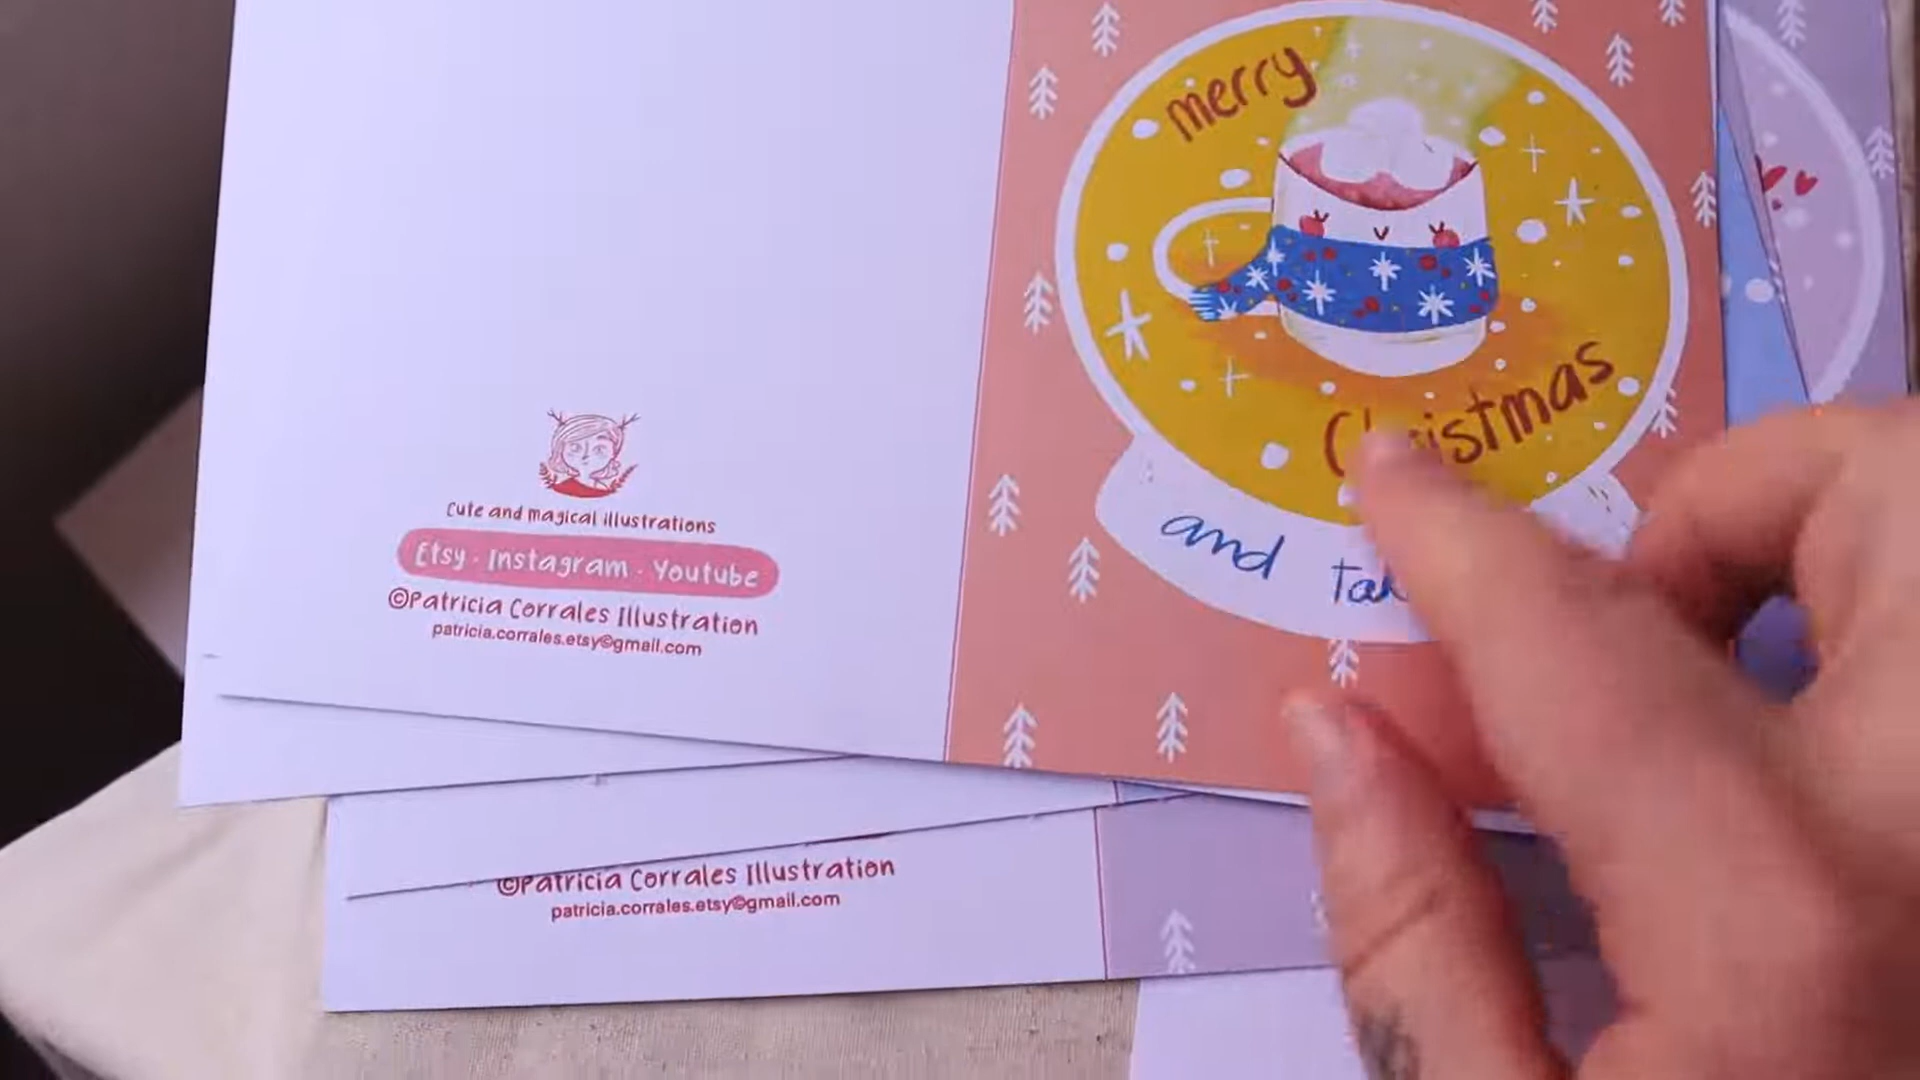 merry
Christmas
and
Cute and magical illustrations
Etsy · Instagram · Youtube
©Patricia Corrales Illustration
patricia.corrales.etsy©gmail.com
©Patricia Corrales Illustration
patricia.corrales.etsy©gmail.com